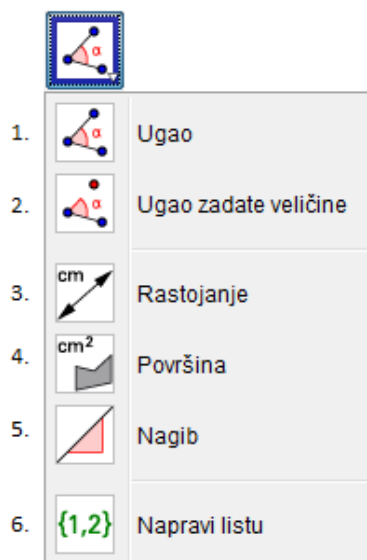 α
1. α Ugao
2. α Ugao zadate veličine
3. cm Rastojanje
4. cm² Površina
5. Nagib
6. {1,2} Napravi listu